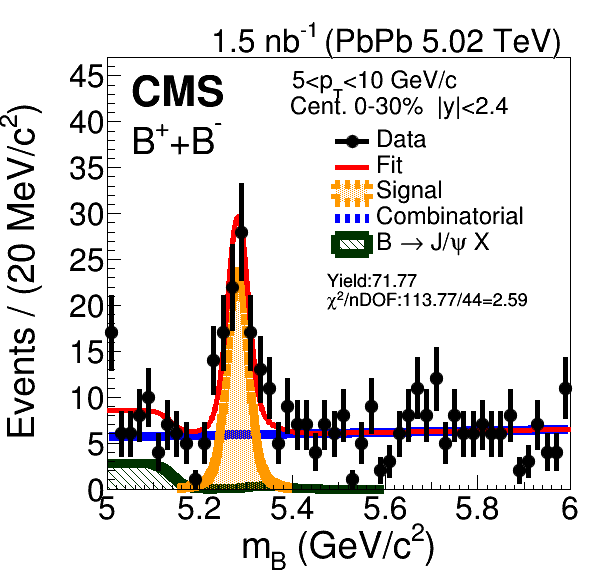 1.5 nb⁻¹ (PbPb 5.02 TeV)
CMS
B⁺+B⁻
5<p_T<10 GeV/c
Cent. 0-30% |y|<2.4
Data
Fit
Signal
Combinatorial
B → J/ψ X
Yield:71.77
χ²/nDOF:113.77/44=2.59
Events / (20 MeV/c²)
45
40
35
30
25
20
15
10
5
0
5 5.2 5.4 5.6 5.8 6
m_B (GeV/c²)